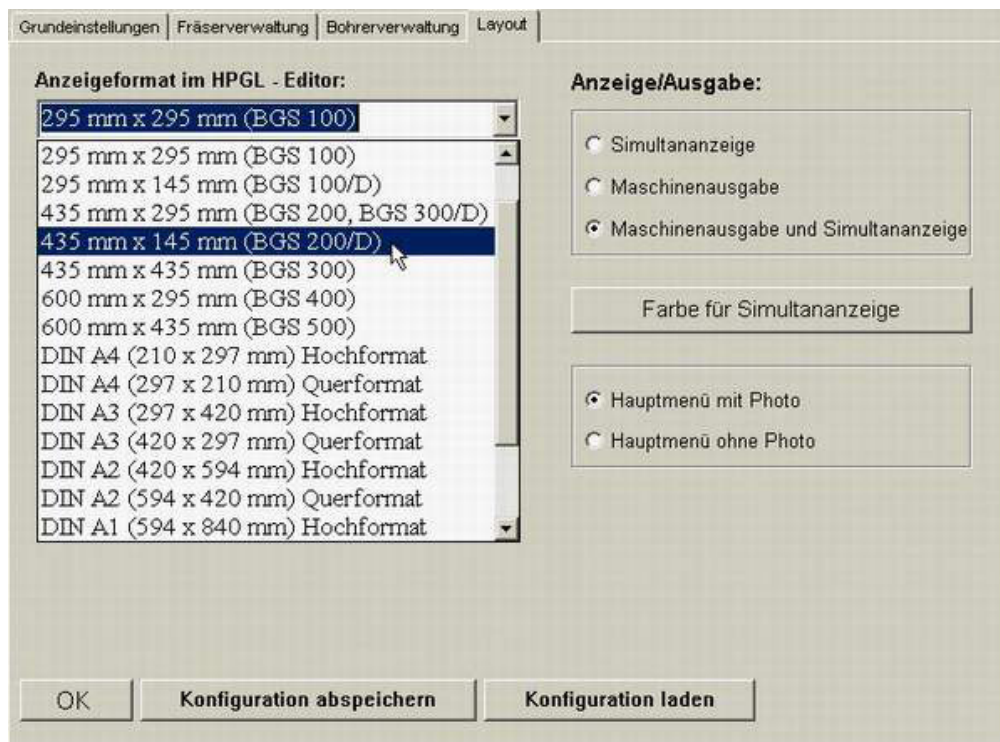 Grundeinstellungen Fräserverwaltung Bohrerverwaltung Layout
Anzeigeformat im HPGL - Editor:
295 mm x 295 mm (BGS 100)
295 mm x 295 mm (BGS 100)
295 mm x 145 mm (BGS 100/D)
435 mm x 295 mm (BGS 200, BGS 300/D)
435 mm x 145 mm (BGS 200/D)
435 mm x 435 mm (BGS 300)
600 mm x 295 mm (BGS 400)
600 mm x 435 mm (BGS 500)
DIN A4 (210 x 297 mm) Hochformat
DIN A4 (297 x 210 mm) Querformat
DIN A3 (297 x 420 mm) Hochformat
DIN A3 (420 x 297 mm) Querformat
DIN A2 (420 x 594 mm) Hochformat
DIN A2 (594 x 420 mm) Querformat
DIN A1 (594 x 840 mm) Hochformat
Anzeige/Ausgabe:
Simultananzeige
Maschinenausgabe
Maschinenausgabe und Simultananzeige
Farbe für Simultananzeige
Hauptmenü mit Photo
Hauptmenü ohne Photo
OK Konfiguration abspeichern Konfiguration laden